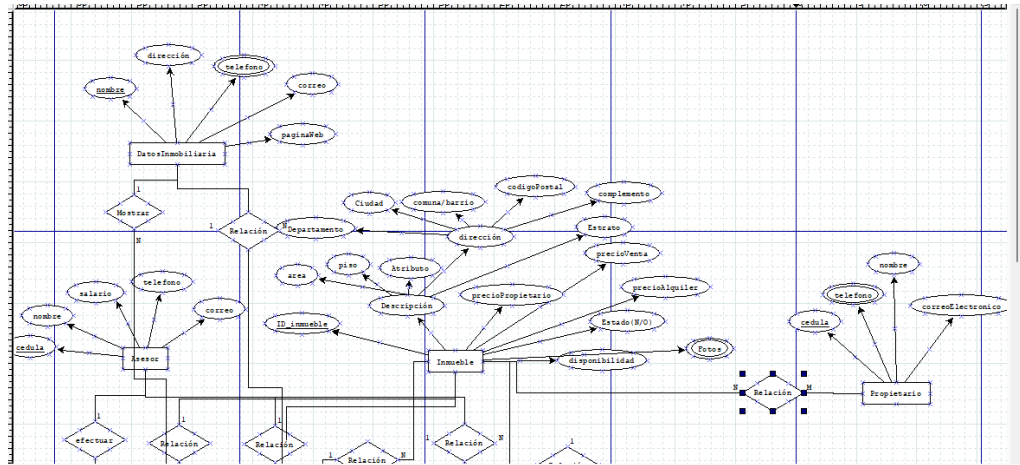 dirección
telefono
nombre
correo
paginaWeb
DatosInmobiliaria
1
Mostrar
N
1
Relación
N
Departamento
Ciudad
comuna/barrio
codigoPostal
complemento
dirección
Estrato
precioVenta
area
piso
Atributo
Descripción
precioPropietario
precioAlquiler
ID_inmueble
Estado(N/O)
Fotos
disponibilidad
Inmueble
nombre
telefono
correoElectronico
cedula
Propietario
N
Relación
M
salario
telefono
nombre
correo
cedula
Asesor
1
efectuar
1
Relación
1
Relación
1
Relación
N
Relación
N
1